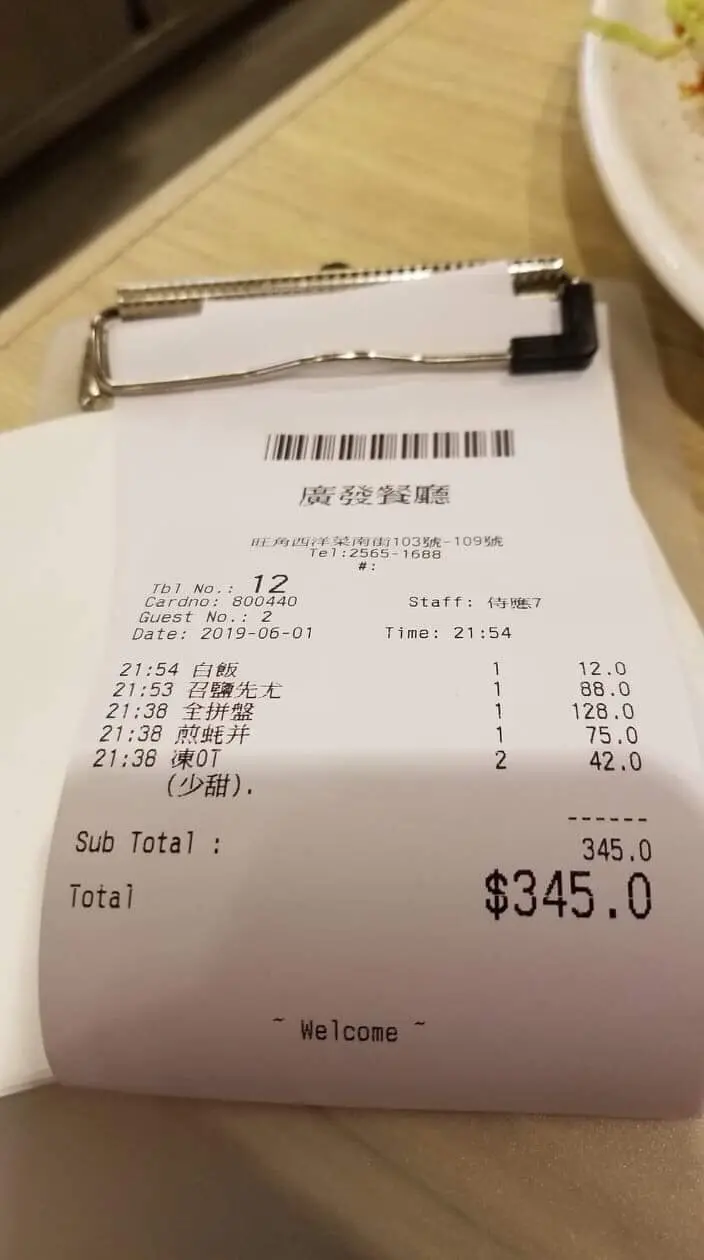 廣發餐廳
旺角西洋菜南街103號-109號
Tel:2565-1688
#:
Tbl No.: 12
Cardno: 800440 Staff: 侍應7
Guest No.: 2
Date: 2019-06-01 Time: 21:54
21:54 白飯 1 12.0
21:53 召鹽先尤 1 88.0
21:38 全拼盤 1 128.0
21:38 煎蚝并 1 75.0
21:38 凍OT 2 42.0
(少甜).
------
Sub Total : 345.0
Total $345.0
~ Welcome ~